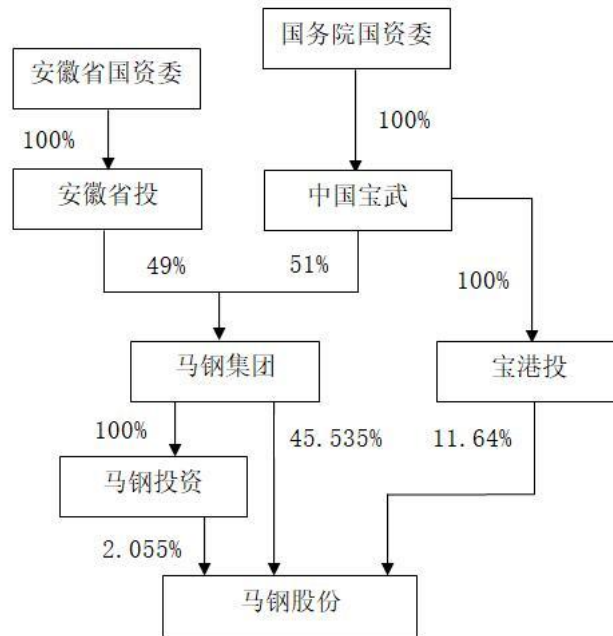 国务院国资委
安徽省国资委
100%
100%
安徽省投
中国宝武
49%
51%
100%
马钢集团
宝港投
100%
45.535%
11.64%
马钢投资
2.055%
马钢股份